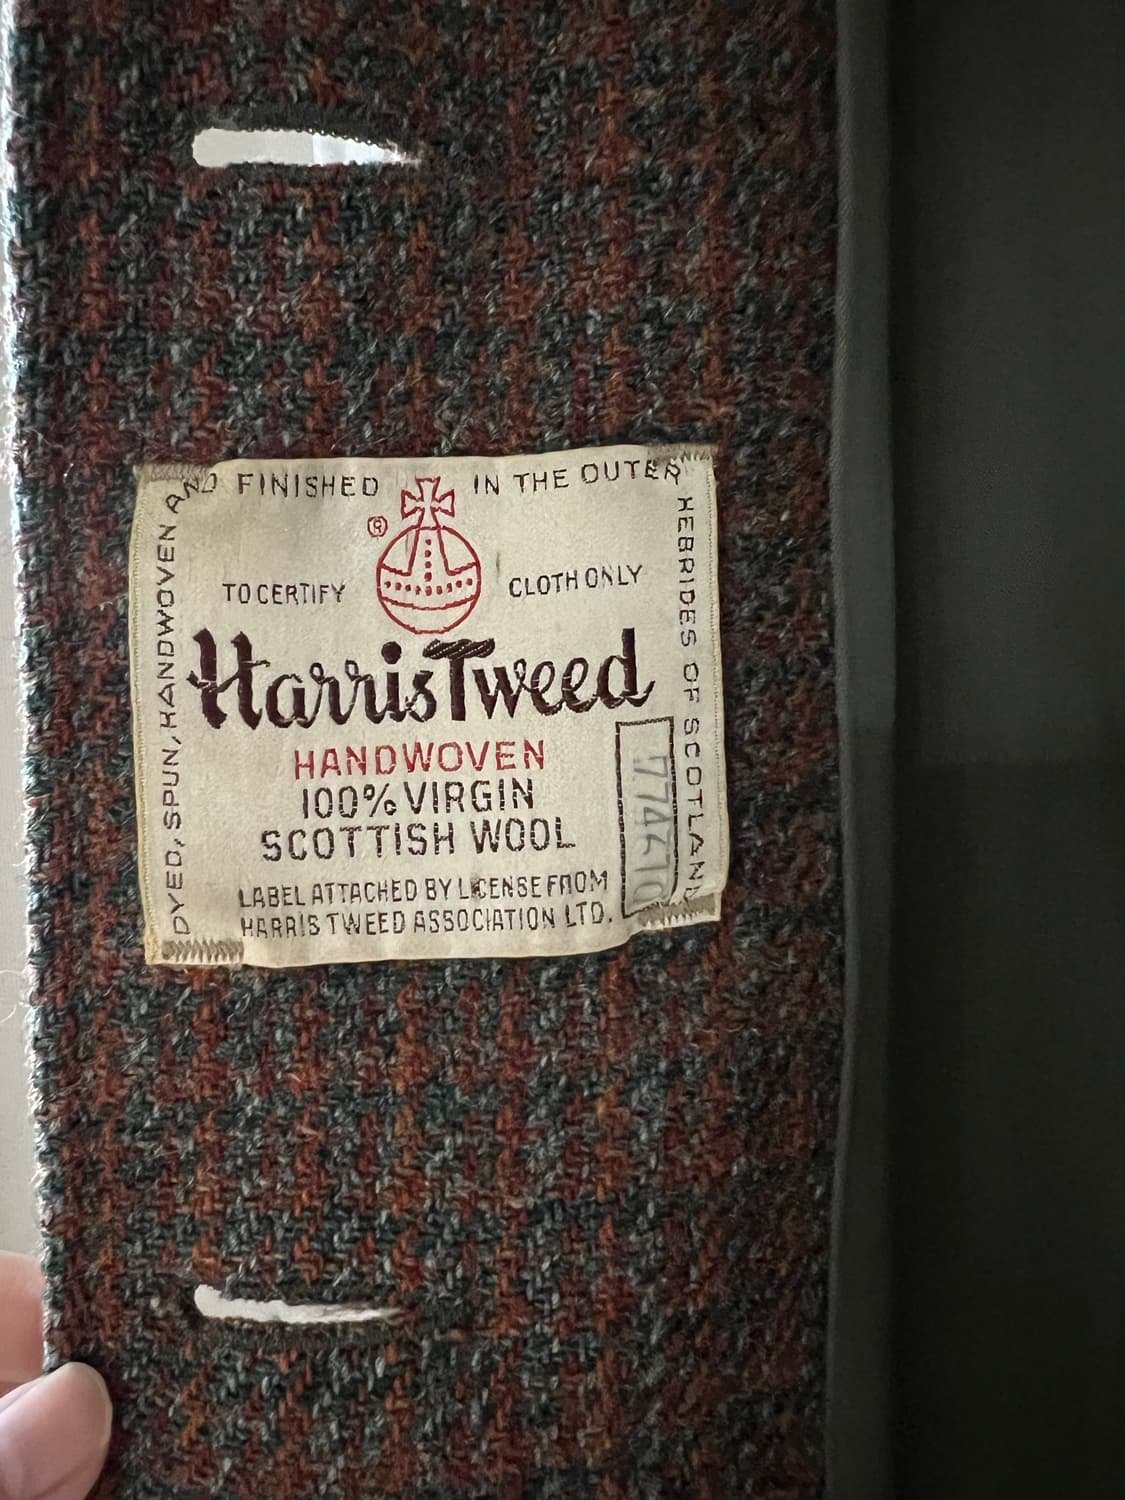 DYED, SPUN, HANDWOVEN AND FINISHED IN THE OUTER HEBRIDES OF SCOTLAND
®
TO CERTIFY CLOTH ONLY
Harris Tweed
HANDWOVEN
100% VIRGIN
SCOTTISH WOOL
LABEL ATTACHED BY LICENSE FROM
HARRIS TWEED ASSOCIATION LTD.